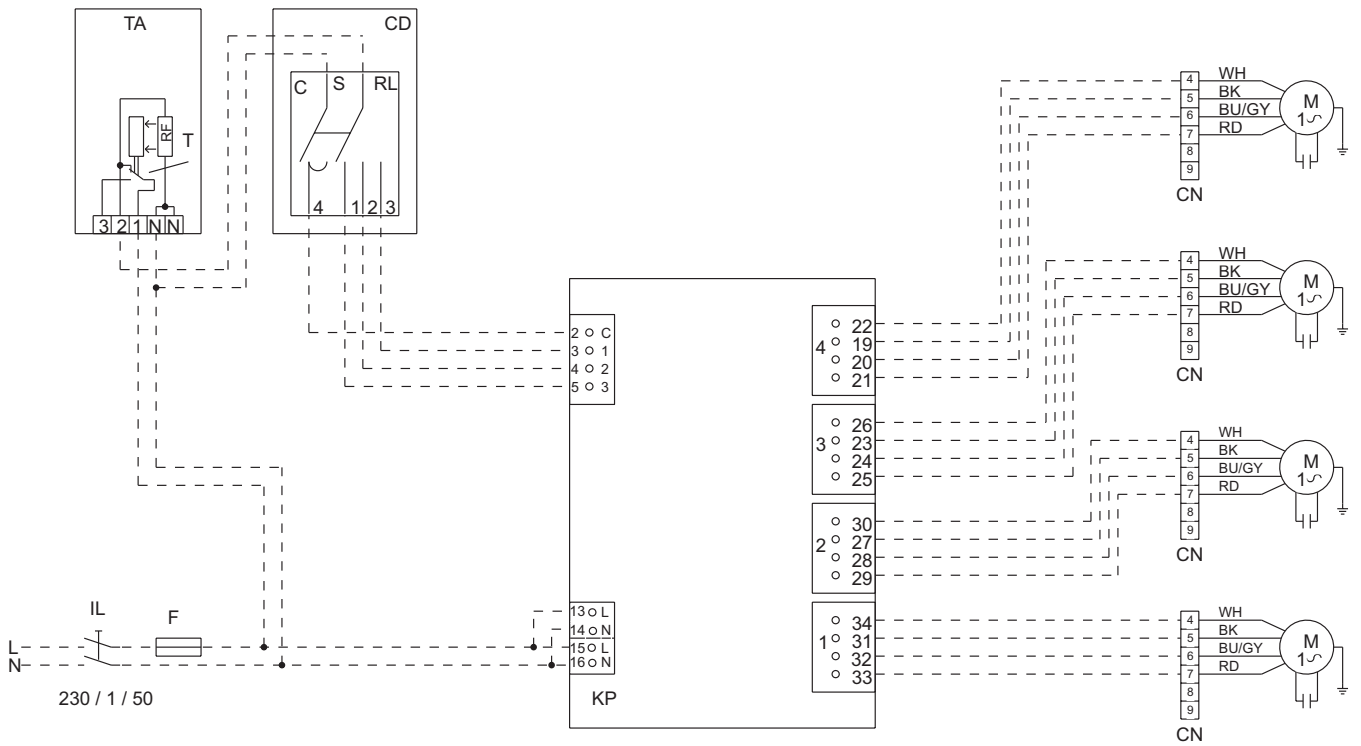 TA
RF
T
3 2 1 N N
CD
C S RL
4 1 2 3
2 C
3 1
4 2
5 3
13 L
14 N
15 L
16 N
KP
4
22
19
20
21
3
26
23
24
25
2
30
27
28
29
1
34
31
32
33
IL
F
L
N
230 / 1 / 50
4 WH
5 BK
6 BU/GY
7 RD
8
9
CN
M
1
4 WH
5 BK
6 BU/GY
7 RD
8
9
CN
M
1
4 WH
5 BK
6 BU/GY
7 RD
8
9
CN
M
1
4 WH
5 BK
6 BU/GY
7 RD
8
9
CN
M
1